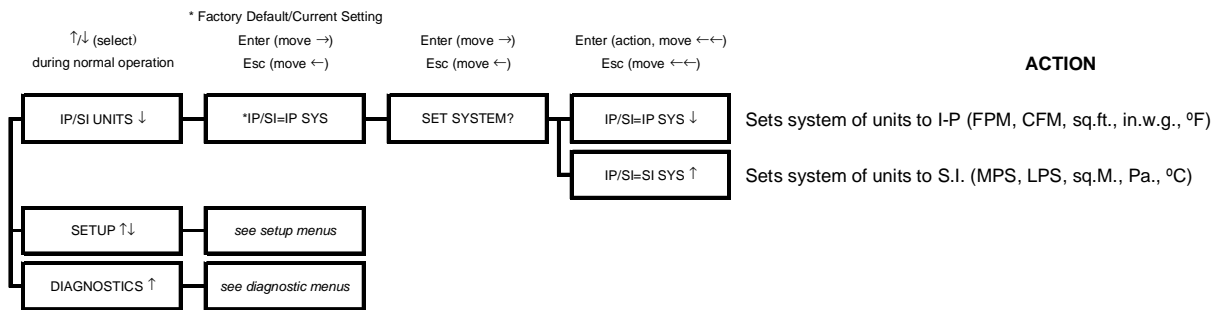 * Factory Default/Current Setting
↑/↓ (select) Enter (move →) Enter (move →) Enter (action, move ←←)
during normal operation Esc (move ←) Esc (move ←) Esc (move ←←) ACTION
IP/SI UNITS ↓ *IP/SI=IP SYS SET SYSTEM? IP/SI=IP SYS ↓ Sets system of units to I-P (FPM, CFM, sq.ft., in.w.g., ºF)
IP/SI=SI SYS ↑ Sets system of units to S.I. (MPS, LPS, sq.M., Pa., ºC)
SETUP ↑↓ see setup menus
DIAGNOSTICS ↑ see diagnostic menus